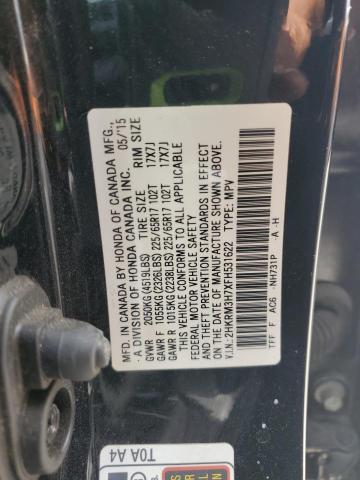 MFD. IN CANADA BY HONDA OF CANADA MFG.,
- A DIVISION OF HONDA CANADA INC. 05/15
TIRE SIZE RIM SIZE
GVWR 2050KG(4519LBS)
GAWR F 1055KG(2326LBS) 225/65R17 102T 17X7J
GAWR R 1015KG(2238LBS) 225/65R17 102T 17X7J
THIS VEHICLE CONFORMS TO ALL APPLICABLE
FEDERAL MOTOR VEHICLE SAFETY
AND THEFT PREVENTION STANDARDS IN EFFECT
ON THE DATE OF MANUFACTURE SHOWN ABOVE.
V.I.N.: 2HKRM3H7XFH531622 TYPE: MPV
TFF F AC6 -NH731P - A -H
T0A A4